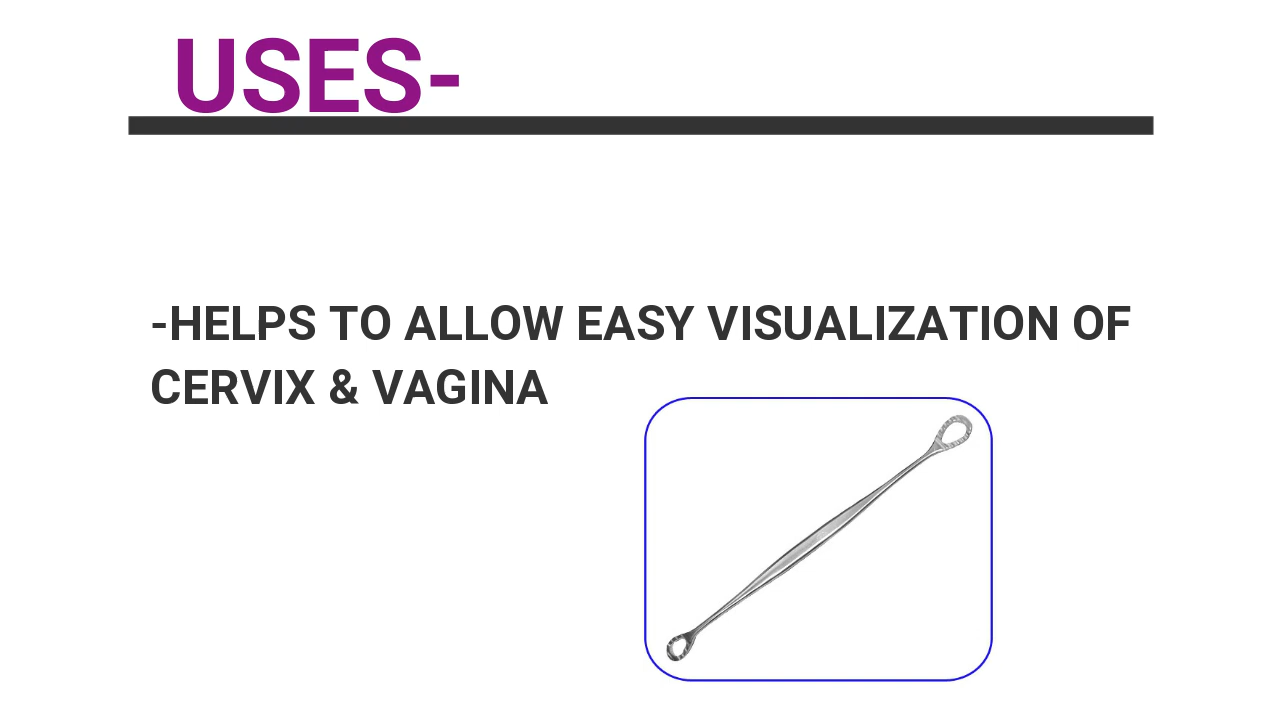 USES-
-HELPS TO ALLOW EASY VISUALIZATION OF
CERVIX & VAGINA